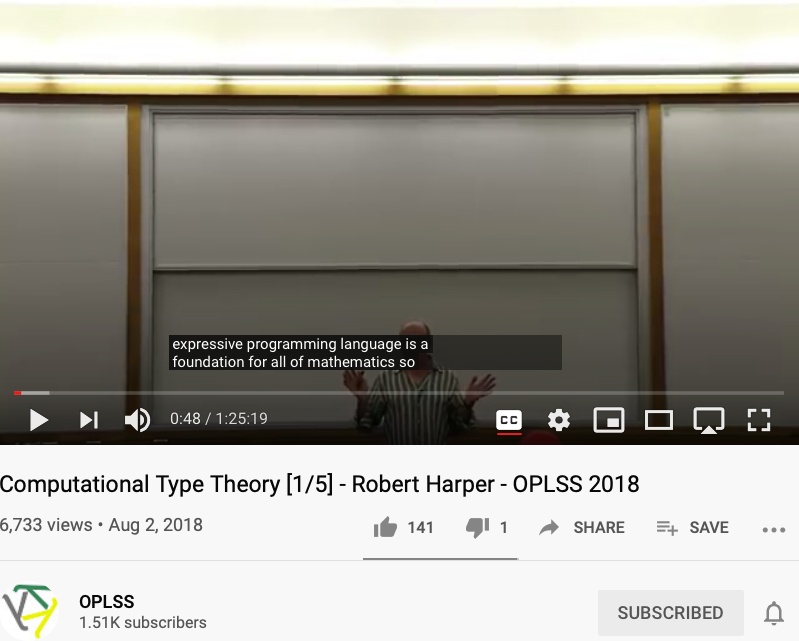 expressive programming language is a
foundation for all of mathematics so
0:48 / 1:25:19
CC
Computational Type Theory [1/5] - Robert Harper - OPLSS 2018
6,733 views • Aug 2, 2018
141
1
SHARE
SAVE
OPLSS
1.51K subscribers
SUBSCRIBED